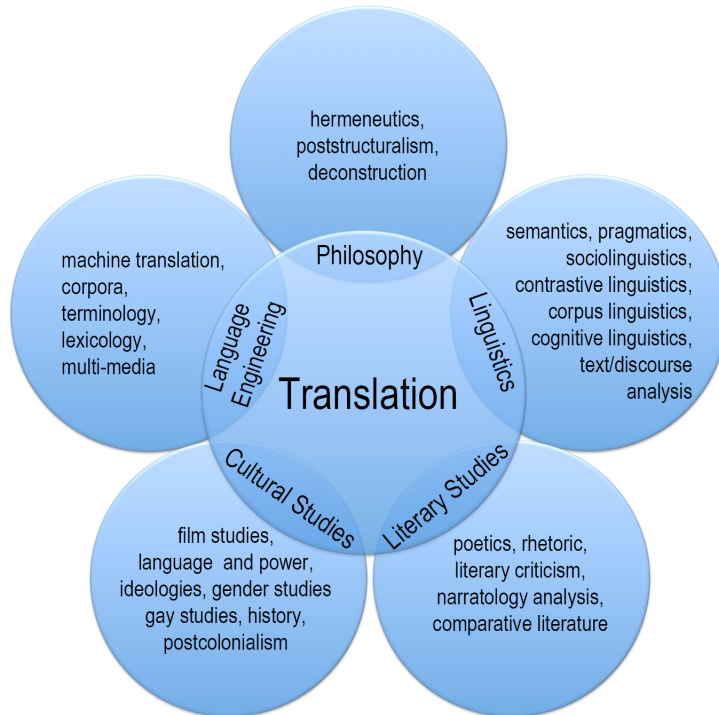 hermeneutics,
poststructuralism,
deconstruction
Philosophy
semantics, pragmatics,
sociolinguistics,
contrastive linguistics,
corpus linguistics,
cognitive linguistics,
text/discourse
analysis
Linguistics
machine translation,
corpora,
terminology,
lexicology,
multi-media
Language
Engineering
Translation
Cultural Studies
Literary Studies
film studies,
language and power,
ideologies, gender studies
gay studies, history,
postcolonialism
poetics, rhetoric,
literary criticism,
narratology analysis,
comparative literature